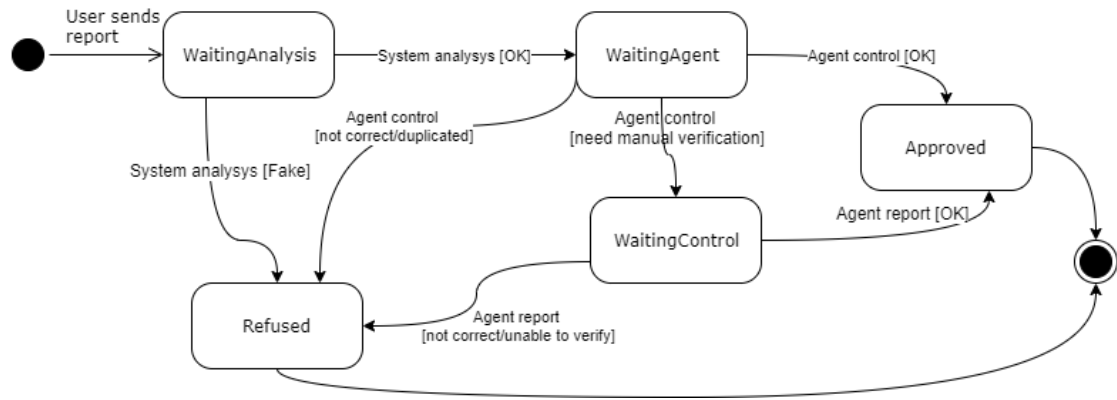 User sends
report
WaitingAnalysis
System analysys [OK]
WaitingAgent
Agent control [OK]
Agent control
[not correct/duplicated]
Agent control
[need manual verification]
Approved
System analysys [Fake]
WaitingControl
Agent report [OK]
Refused
Agent report
[not correct/unable to verify]